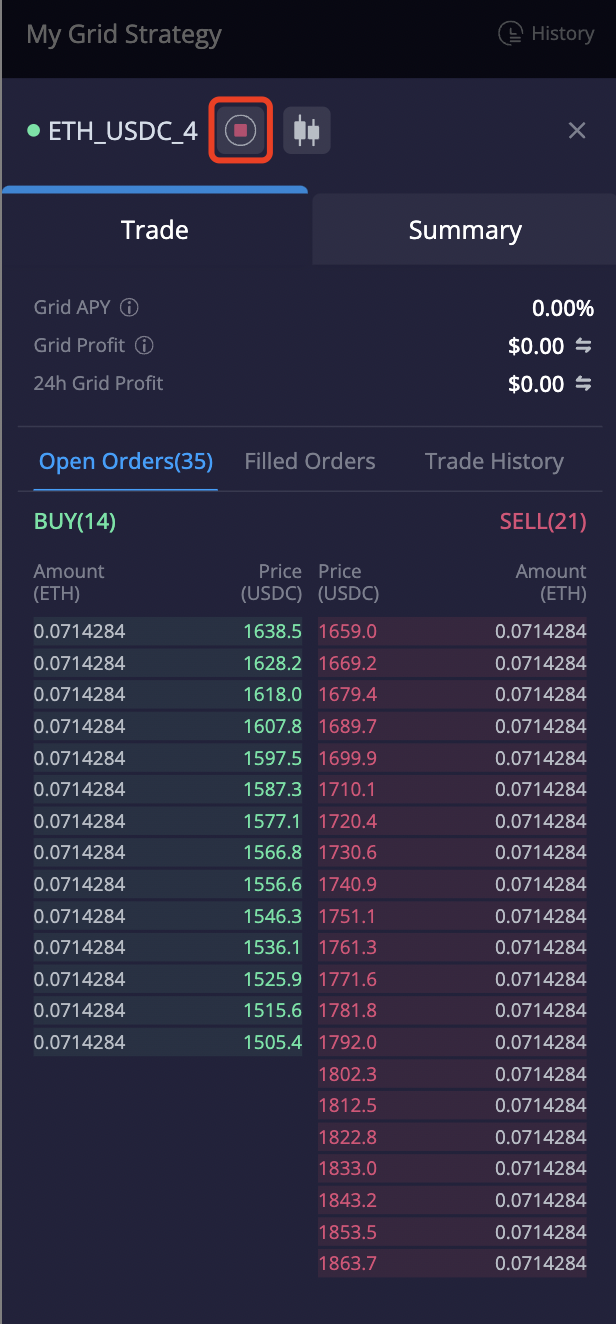 My Grid Strategy History
ETH_USDC_4
Trade Summary
Grid APY 0.00%
Grid Profit $0.00
24h Grid Profit $0.00
Open Orders(35) Filled Orders Trade History
BUY(14) SELL(21)
Amount Price Price Amount
(ETH) (USDC) (USDC) (ETH)
0.0714284 1638.5 1659.0 0.0714284
0.0714284 1628.2 1669.2 0.0714284
0.0714284 1618.0 1679.4 0.0714284
0.0714284 1607.8 1689.7 0.0714284
0.0714284 1597.5 1699.9 0.0714284
0.0714284 1587.3 1710.1 0.0714284
0.0714284 1577.1 1720.4 0.0714284
0.0714284 1566.8 1730.6 0.0714284
0.0714284 1556.6 1740.9 0.0714284
0.0714284 1546.3 1751.1 0.0714284
0.0714284 1536.1 1761.3 0.0714284
0.0714284 1525.9 1771.6 0.0714284
0.0714284 1515.6 1781.8 0.0714284
0.0714284 1505.4 1792.0 0.0714284
1802.3 0.0714284
1812.5 0.0714284
1822.8 0.0714284
1833.0 0.0714284
1843.2 0.0714284
1853.5 0.0714284
1863.7 0.0714284